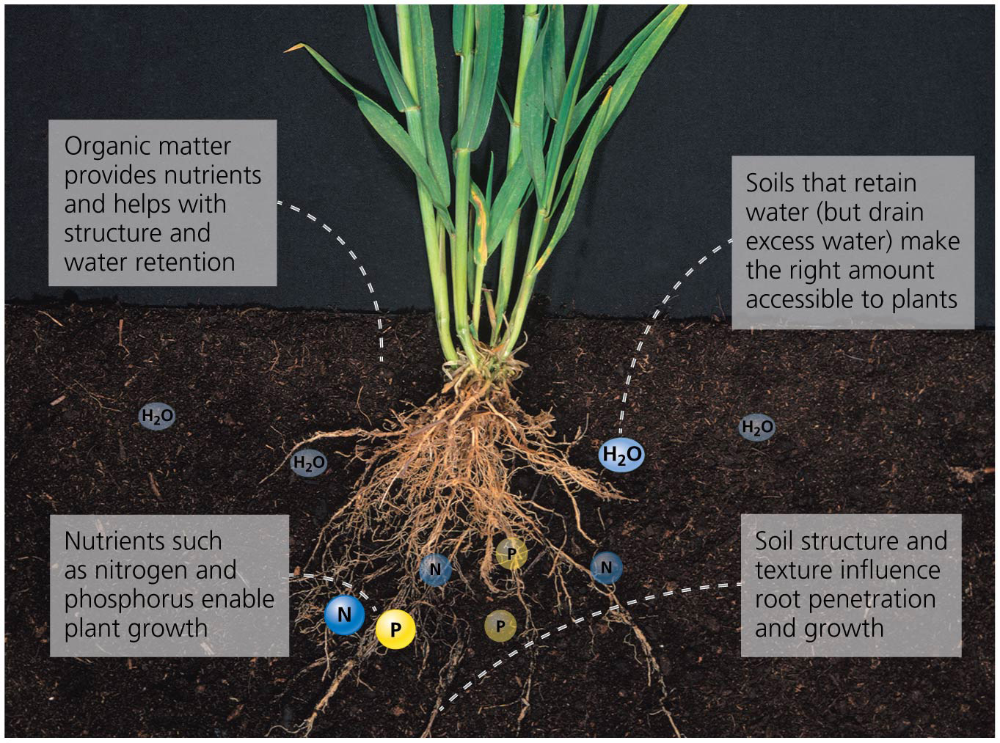 Organic matter
provides nutrients
and helps with
structure and
water retention
Soils that retain
water (but drain
excess water) make
the right amount
accessible to plants
H₂O
H₂O
H₂O
H₂O
Nutrients such
as nitrogen and
phosphorus enable
plant growth
N
P
N
P
P
N
Soil structure and
texture influence
root penetration
and growth